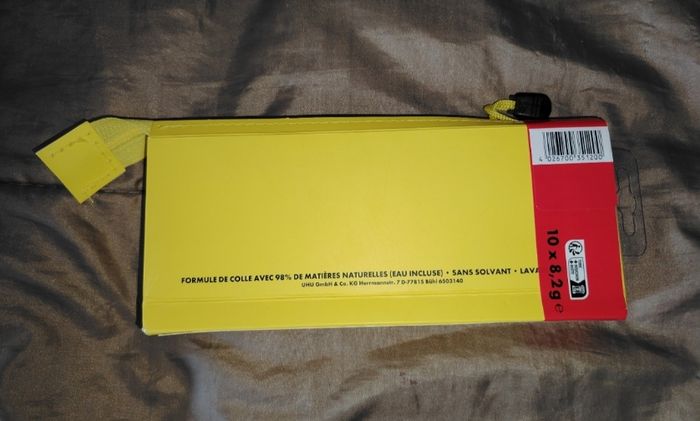 FORMULE DE COLLE AVEC 98% DE MATIÈRES NATURELLES (EAU INCLUSE) • SANS SOLVANT • LAVA
UHU GmbH & Co. KG Herrmannstr. 7 D-77815 Bühl 6503140
4 026700 351200
10 x 8,2g e